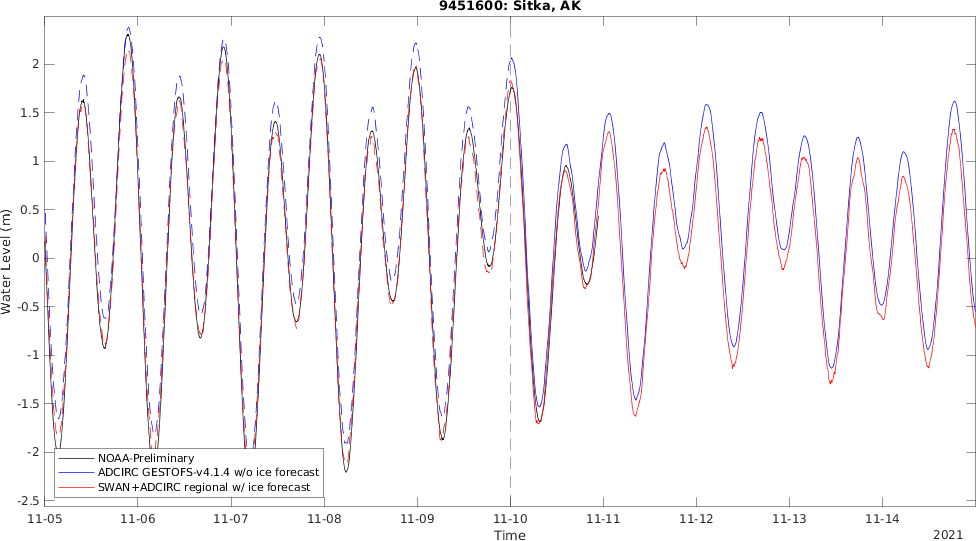 9451600: Sitka, AK
Water Level (m)
2
1.5
1
0.5
0
-0.5
-1
-1.5
-2
-2.5
NOAA-Preliminary
ADCIRC GESTOFS-v4.1.4 w/o ice forecast
SWAN+ADCIRC regional w/ ice forecast
11-05 11-06 11-07 11-08 11-09 11-10 11-11 11-12 11-13 11-14
Time
2021